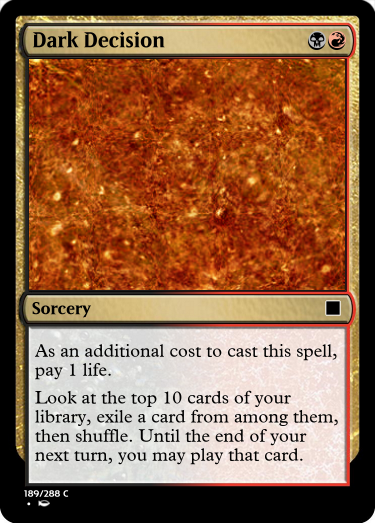 Dark Decision
Sorcery
As an additional cost to cast this spell,
pay 1 life.
Look at the top 10 cards of your
library, exile a card from among them,
then shuffle. Until the end of your
next turn, you may play that card.
189/288 C